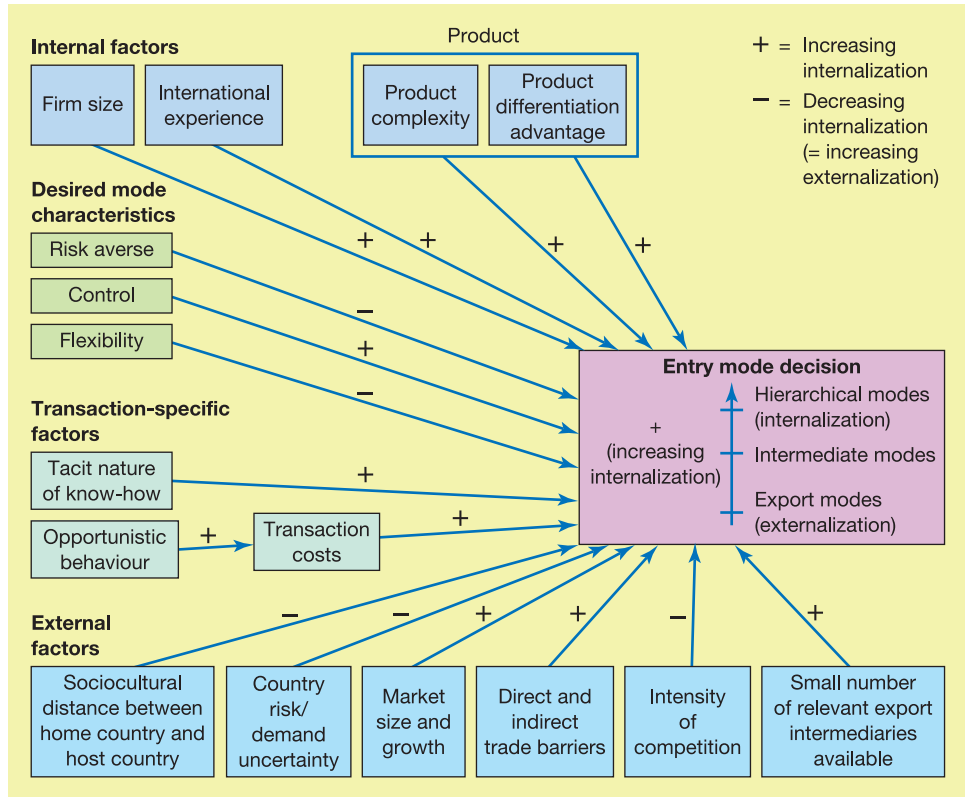 Internal factors
Firm size
International
experience
Product
Product
complexity
Product
differentiation
advantage
+ = Increasing
internalization
− = Decreasing
internalization
(= increasing
externalization)
Desired mode
characteristics
Risk averse
Control
Flexibility
+
+
+
+
−
+
−
Entry mode decision
+
(increasing
internalization)
Hierarchical modes
(internalization)
Intermediate modes
Export modes
(externalization)
Transaction-specific
factors
Tacit nature
of know-how
+
Opportunistic
behaviour
+
Transaction
costs
+
External
factors
−
−
+
+
−
+
Sociocultural
distance between
home country and
host country
Country
risk/
demand
uncertainty
Market
size and
growth
Direct and
indirect
trade barriers
Intensity
of
competition
Small number
of relevant export
intermediaries
available